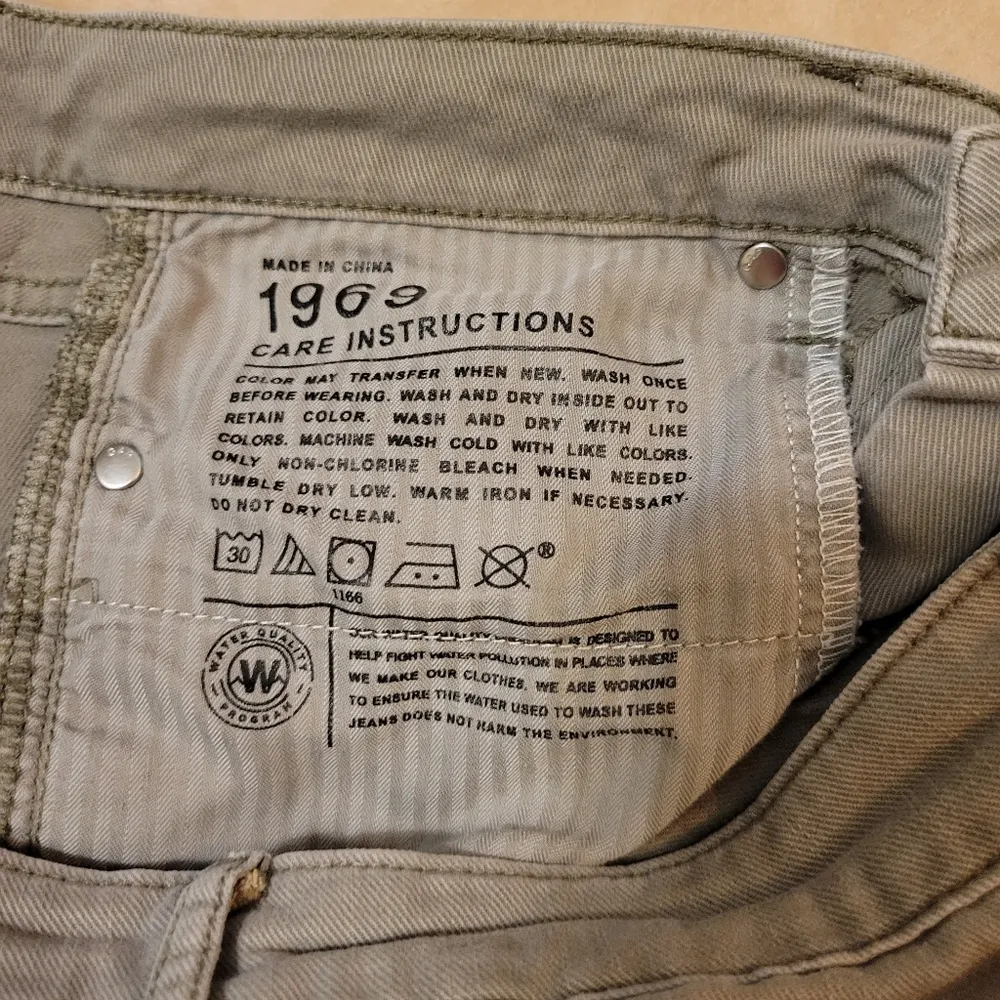 MADE IN CHINA
1969
CARE INSTRUCTIONS
COLOR MAY TRANSFER WHEN NEW. WASH ONCE
BEFORE WEARING. WASH AND DRY INSIDE OUT TO
RETAIN COLOR. WASH AND DRY WITH LIKE
COLORS. MACHINE WASH COLD WITH LIKE COLORS.
ONLY NON-CHLORINE BLEACH WHEN NEEDED.
TUMBLE DRY LOW. WARM IRON IF NECESSARY.
DO NOT DRY CLEAN.
30
®
1166
WATER QUALITY
W
PROGRAM
OUR WATER QUALITY PROGRAM IS DESIGNED TO
HELP FIGHT WATER POLLUTION IN PLACES WHERE
WE MAKE OUR CLOTHES. WE ARE WORKING
TO ENSURE THE WATER USED TO WASH THESE
JEANS DOES NOT HARM THE ENVIRONMENT.